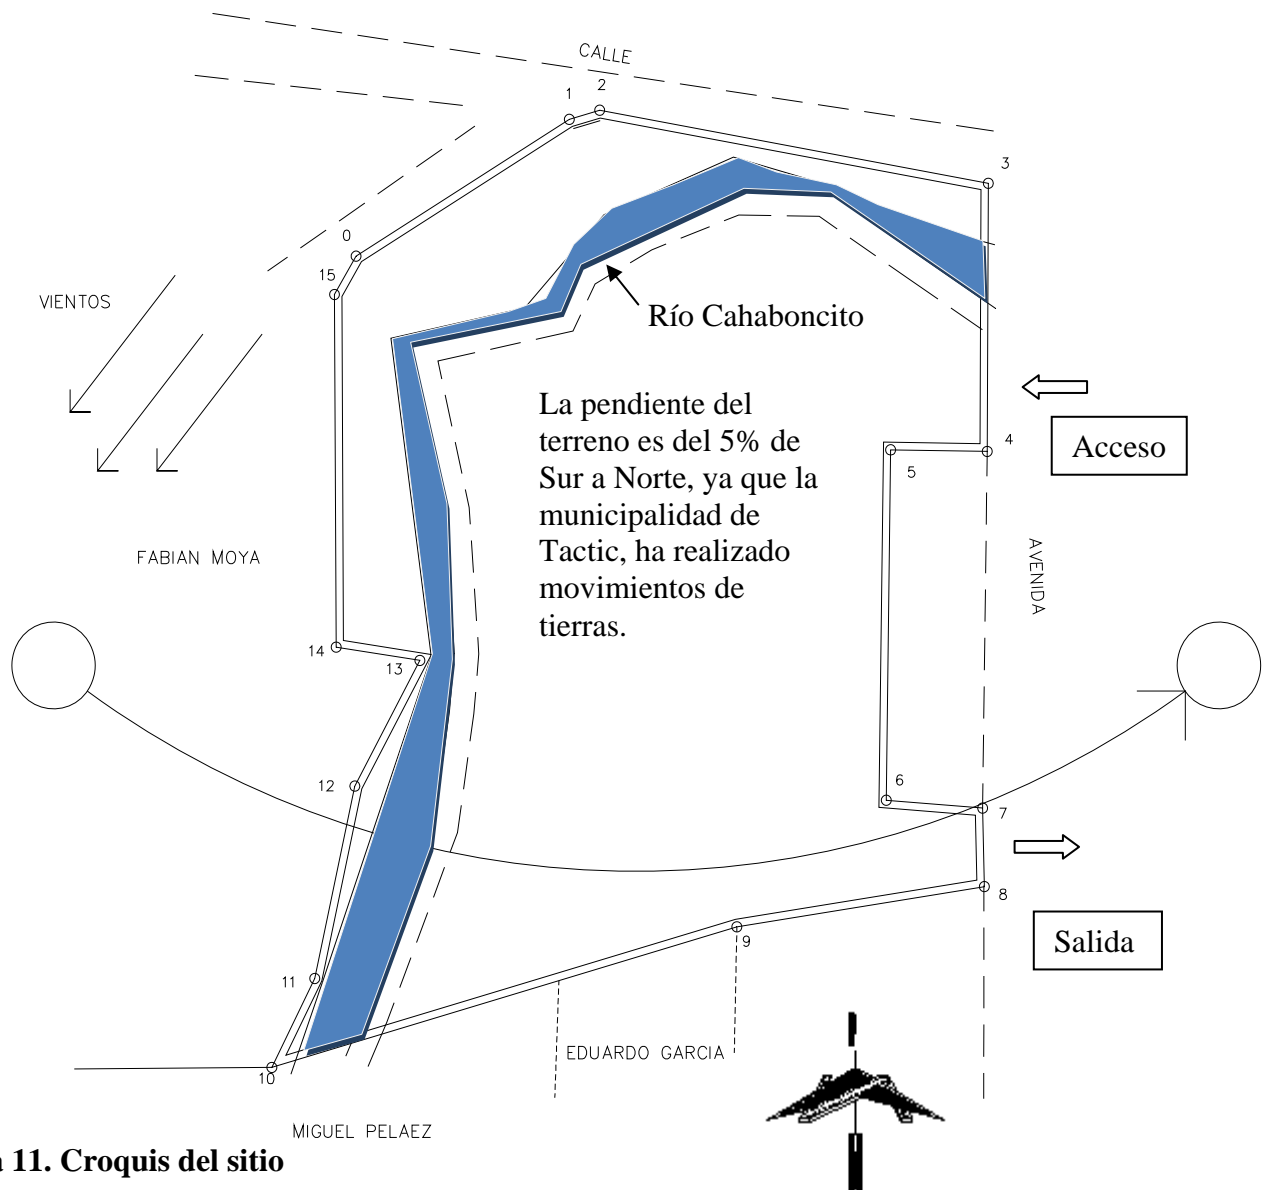 CALLE
1
2
3
0
15
VIENTOS
Río Cahaboncito
La pendiente del
terreno es del 5% de
Sur a Norte, ya que la
municipalidad de
Tactic, ha realizado
movimientos de
tierras.
4
Acceso
5
FABIAN MOYA
AVENIDA
14
13
12
6
7
8
Salida
9
11
EDUARDO GARCIA
10
MIGUEL PELAEZ
a 11. Croquis del sitio